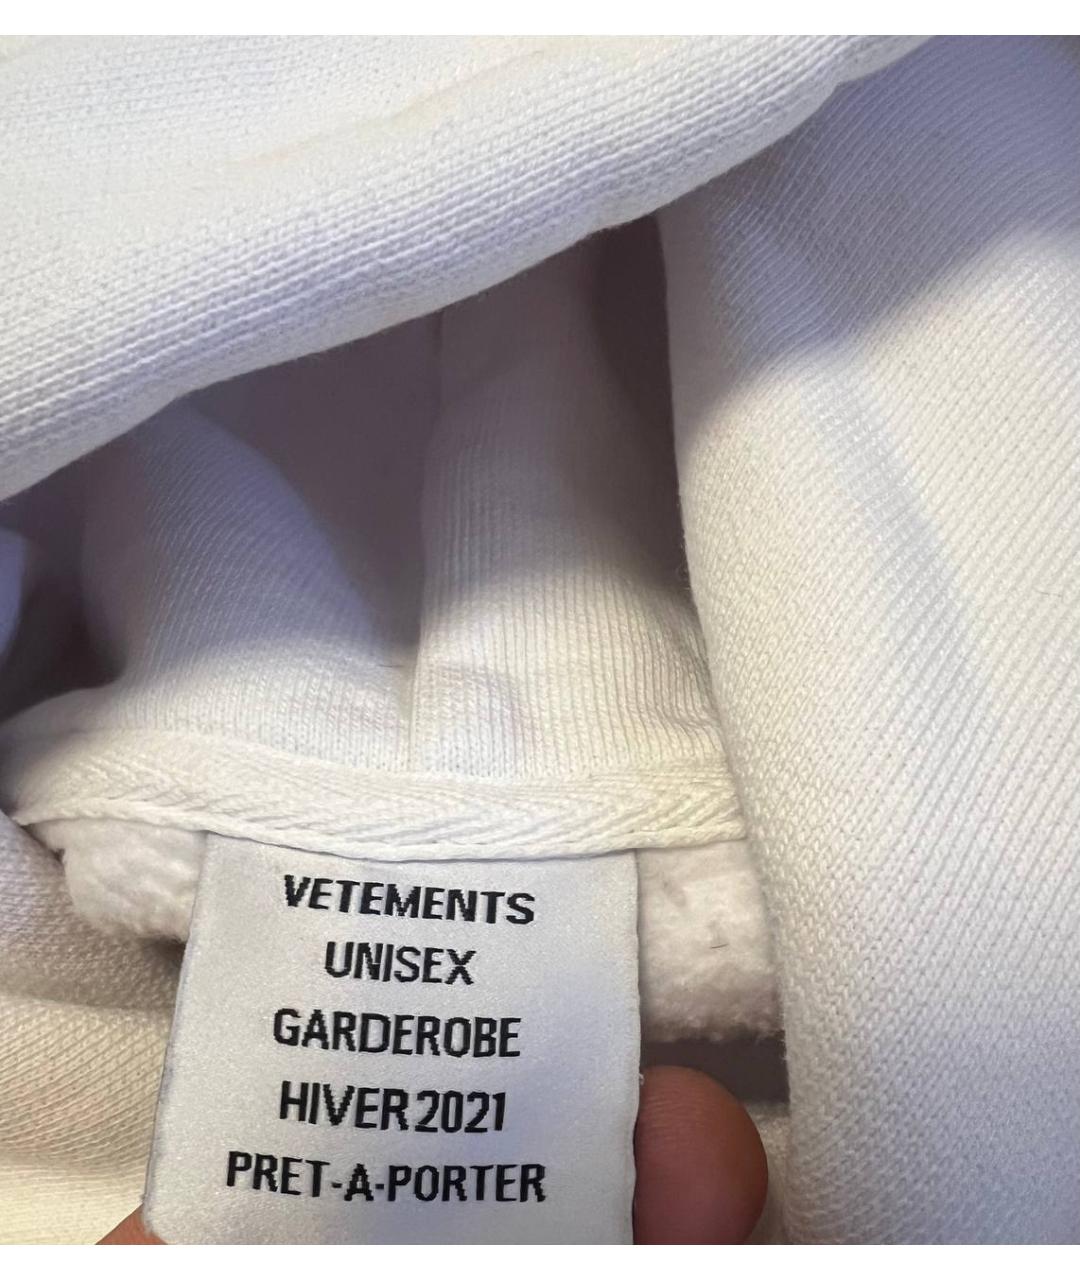 VETEMENTS
UNISEX
GARDEROBE
HIVER 2021
PRET-A-PORTER